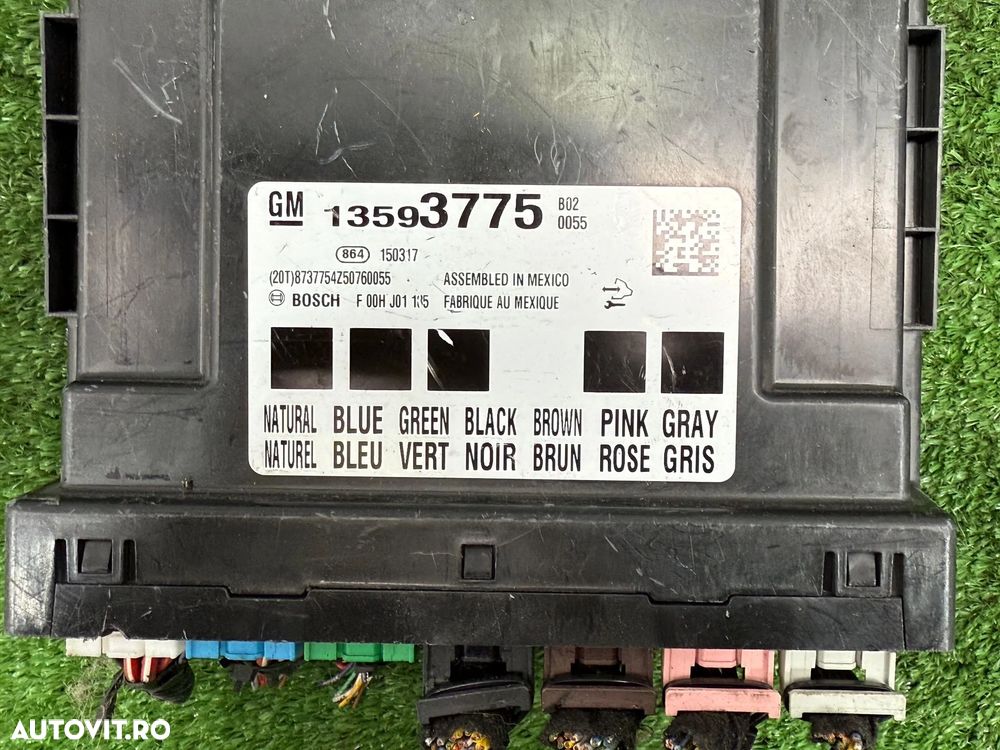 GM 13593775 B02
0055
864 150317
(20T)8737754Z50760055 ASSEMBLED IN MEXICO
BOSCH F 00H J01 135 FABRIQUE AU MEXIQUE
NATURAL BLUE GREEN BLACK BROWN PINK GRAY
NATUREL BLEU VERT NOIR BRUN ROSE GRIS
AUTOVIT.RO